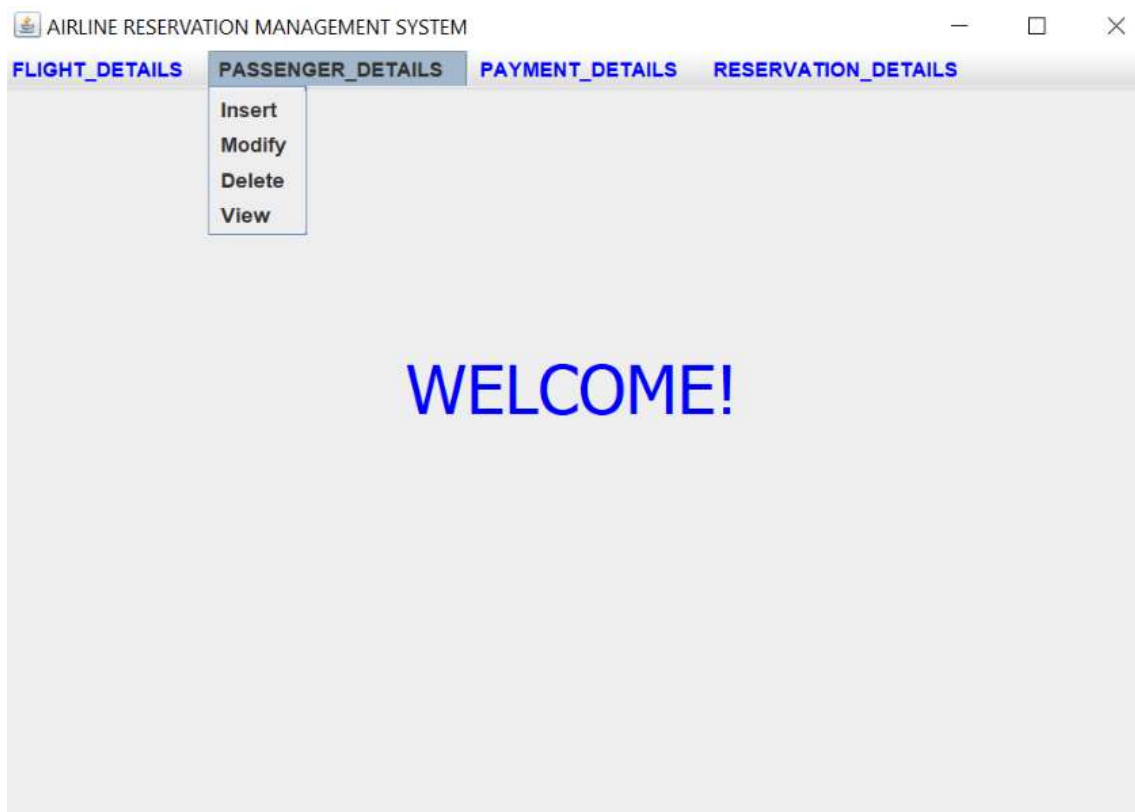 AIRLINE RESERVATION MANAGEMENT SYSTEM
FLIGHT_DETAILS PASSENGER_DETAILS PAYMENT_DETAILS RESERVATION_DETAILS
Insert
Modify
Delete
View
WELCOME!